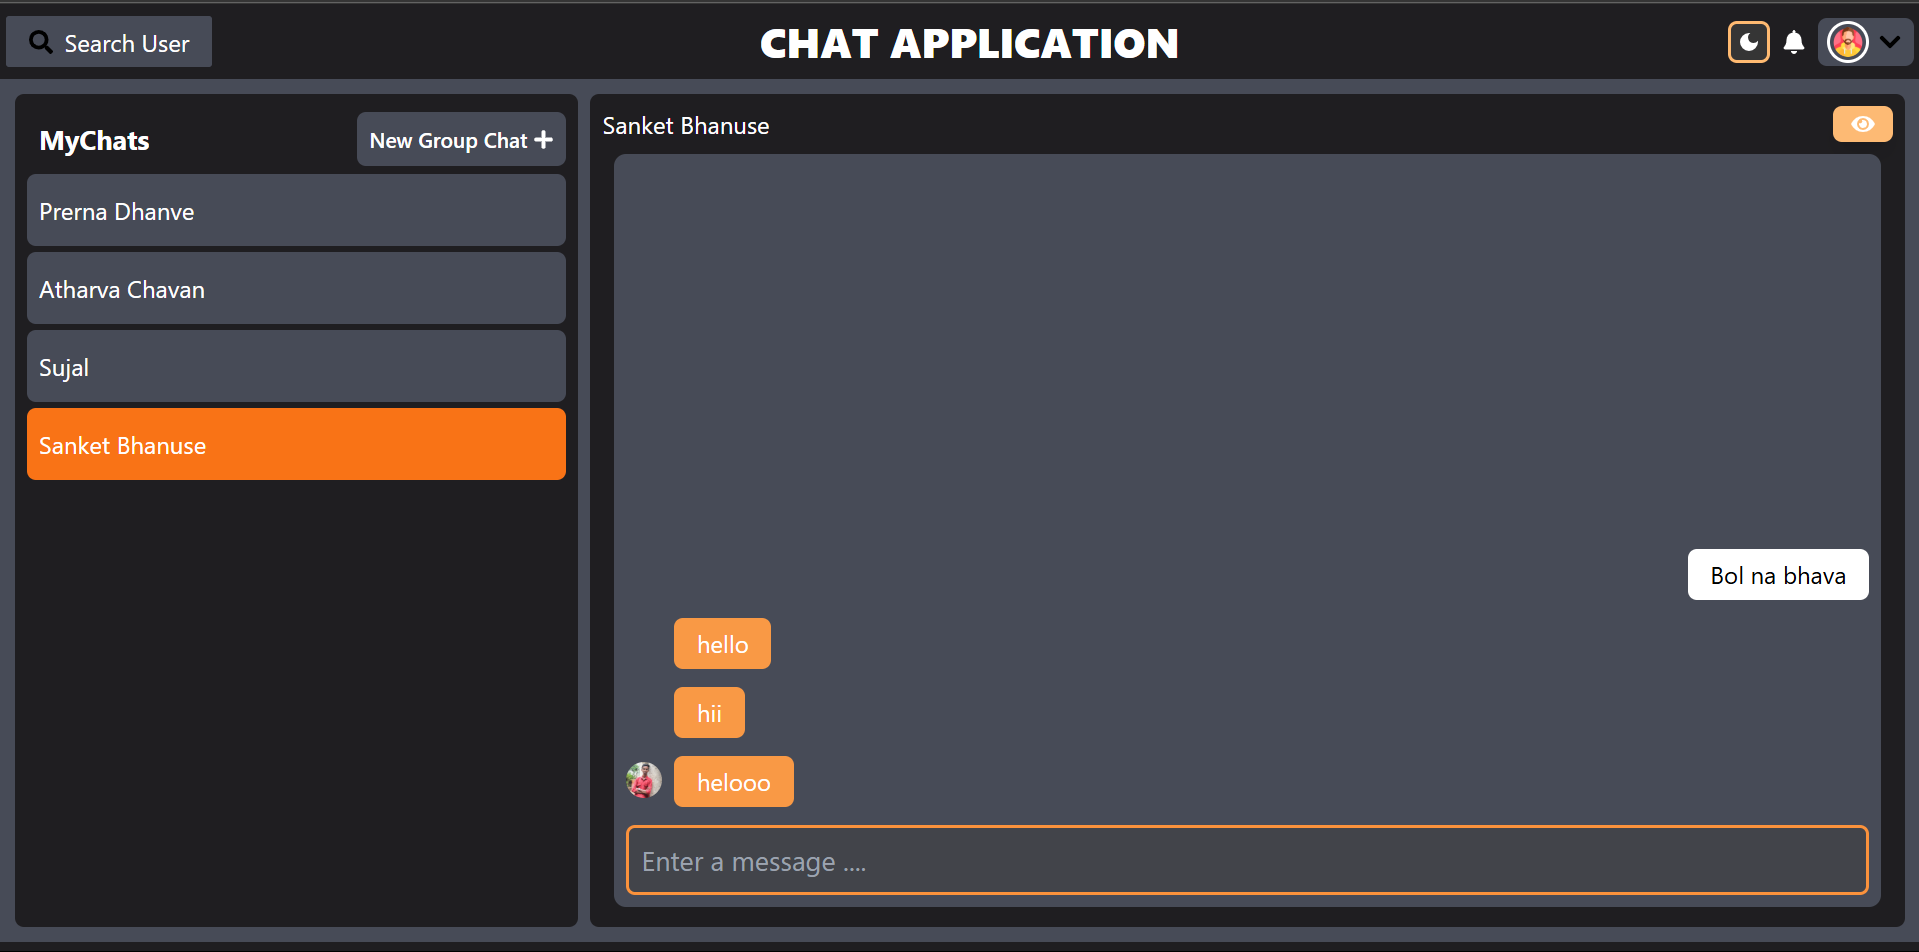 Search User
CHAT APPLICATION
MyChats
New Group Chat
Prerna Dhanve
Atharva Chavan
Sujal
Sanket Bhanuse
Sanket Bhanuse
Bol na bhava
hello
hii
helooo
Enter a message ....